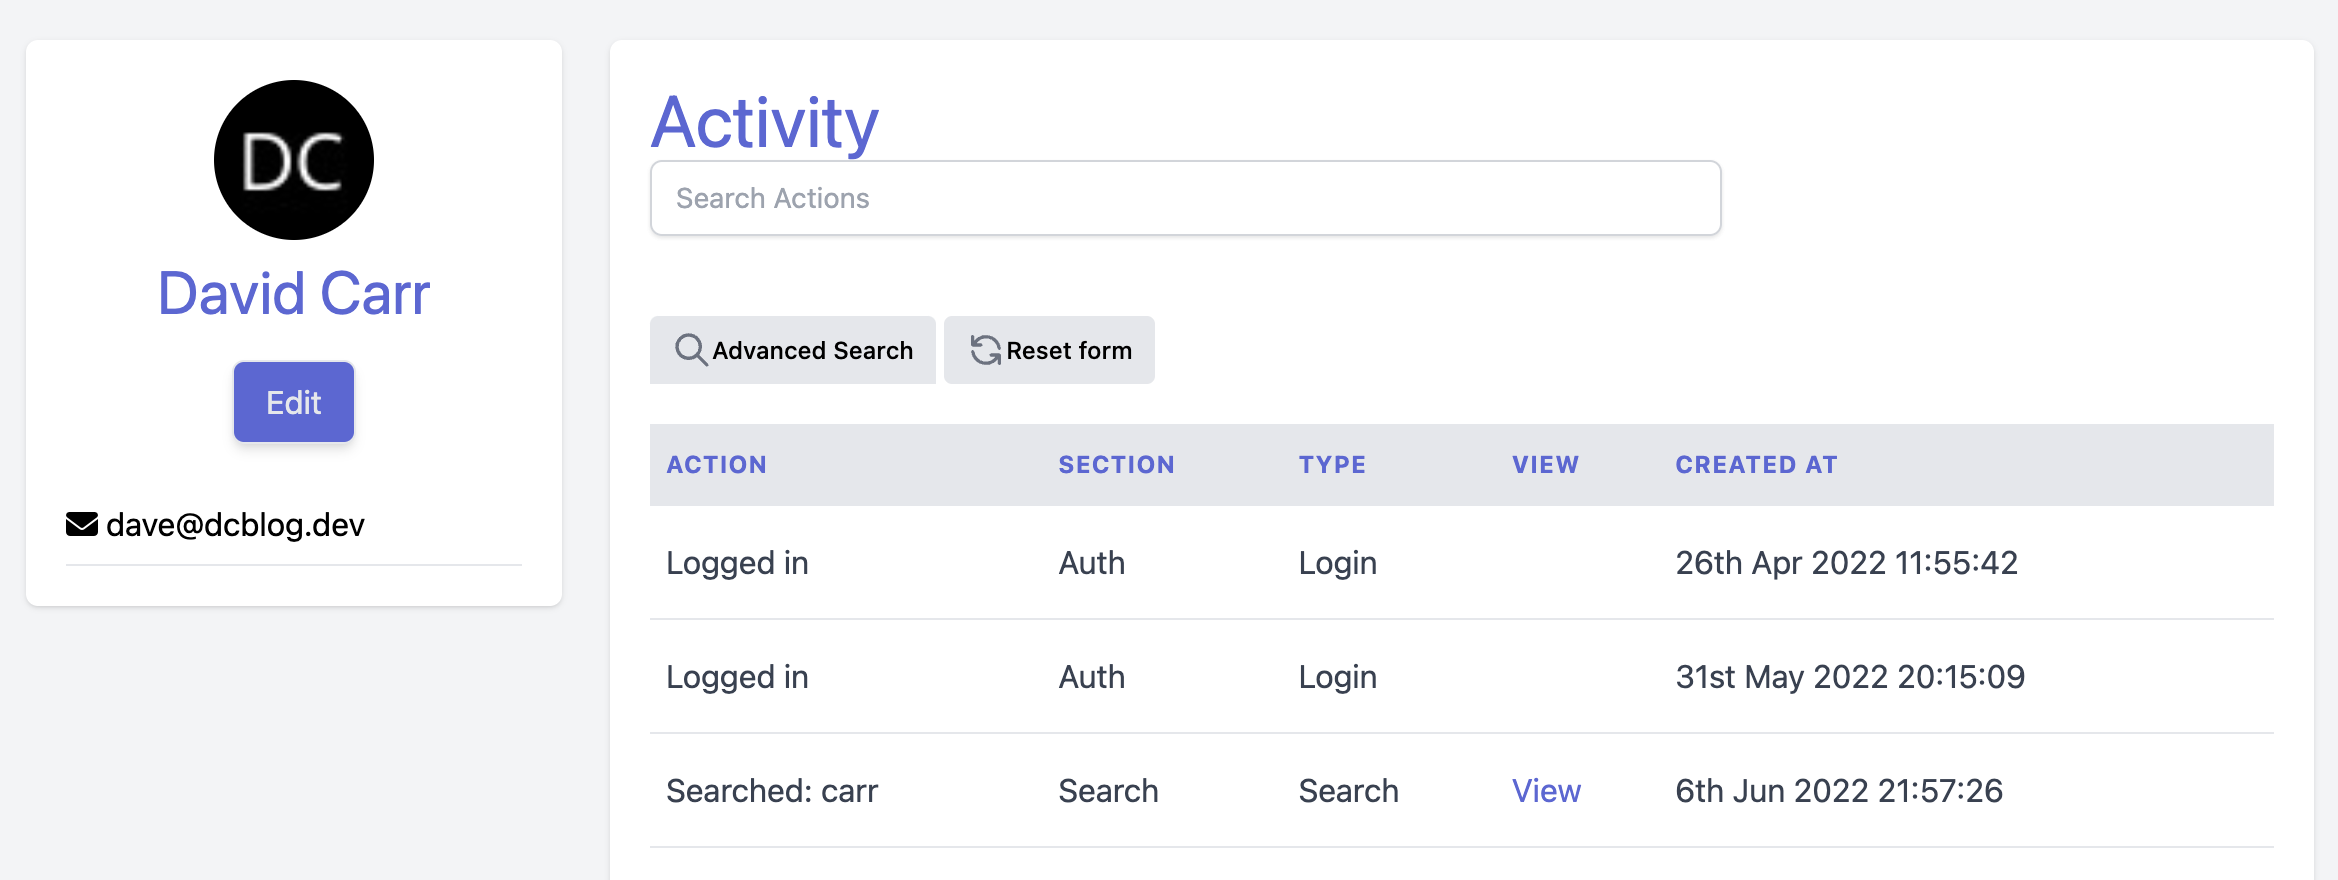 DC
David Carr
Edit
dave@dcblog.dev
Activity
Search Actions
Advanced Search Reset form
ACTION SECTION TYPE VIEW CREATED AT
Logged in Auth Login 26th Apr 2022 11:55:42
Logged in Auth Login 31st May 2022 20:15:09
Searched: carr Search Search View 6th Jun 2022 21:57:26